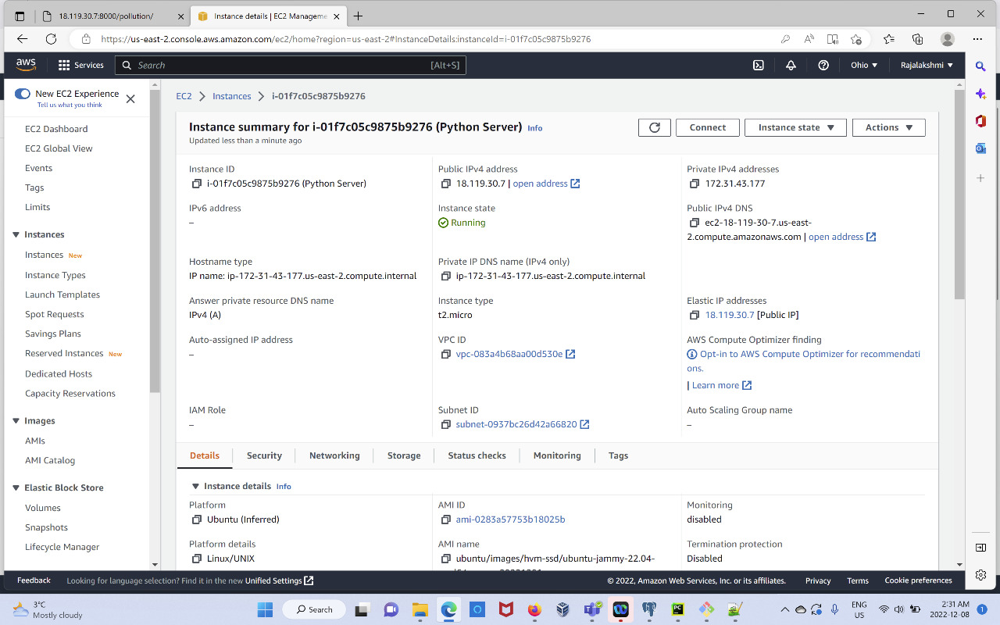 18.119.30.7:8000/pollution/
Instance details | EC2 Manageme
https://us-east-2.console.aws.amazon.com/ec2/home?region=us-east-2#InstanceDetails:instanceId=i-01f7c05c9875b9276
aws
Services
Search
[Alt+S]
Ohio
Rajalakshmi
New EC2 Experience
Tell us what you think
EC2 Dashboard
EC2 Global View
Events
Tags
Limits
Instances
Instances New
Instance Types
Launch Templates
Spot Requests
Savings Plans
Reserved Instances New
Dedicated Hosts
Capacity Reservations
Images
AMIs
AMI Catalog
Elastic Block Store
Volumes
Snapshots
Lifecycle Manager
EC2 > Instances > i-01f7c05c9875b9276
Instance summary for i-01f7c05c9875b9276 (Python Server) Info
Updated less than a minute ago
Connect
Instance state
Actions
Instance ID
i-01f7c05c9875b9276 (Python Server)
Public IPv4 address
18.119.30.7 | open address
Private IPv4 addresses
172.31.43.177
IPv6 address
–
Instance state
Running
Public IPv4 DNS
ec2-18-119-30-7.us-east-
2.compute.amazonaws.com | open address
Hostname type
IP name: ip-172-31-43-177.us-east-2.compute.internal
Private IP DNS name (IPv4 only)
ip-172-31-43-177.us-east-2.compute.internal
Answer private resource DNS name
IPv4 (A)
Instance type
t2.micro
Elastic IP addresses
18.119.30.7 [Public IP]
Auto-assigned IP address
–
VPC ID
vpc-083a4b68aa00d530e
AWS Compute Optimizer finding
Opt-in to AWS Compute Optimizer for recommendati
ons.
| Learn more
IAM Role
–
Subnet ID
subnet-0937bc26d42a66820
Auto Scaling Group name
–
Details
Security
Networking
Storage
Status checks
Monitoring
Tags
Instance details Info
Platform
Ubuntu (Inferred)
AMI ID
ami-0283a57753b18025b
Monitoring
disabled
Platform details
Linux/UNIX
AMI name
ubuntu/images/hvm-ssd/ubuntu-jammy-22.04-
Termination protection
Disabled
Feedback
Looking for language selection? Find it in the new Unified Settings
© 2022, Amazon Web Services, Inc. or its affiliates.
Privacy
Terms
Cookie preferences
3°C
Mostly cloudy
Search
ENG
US
2:31 AM
2022-12-08
1